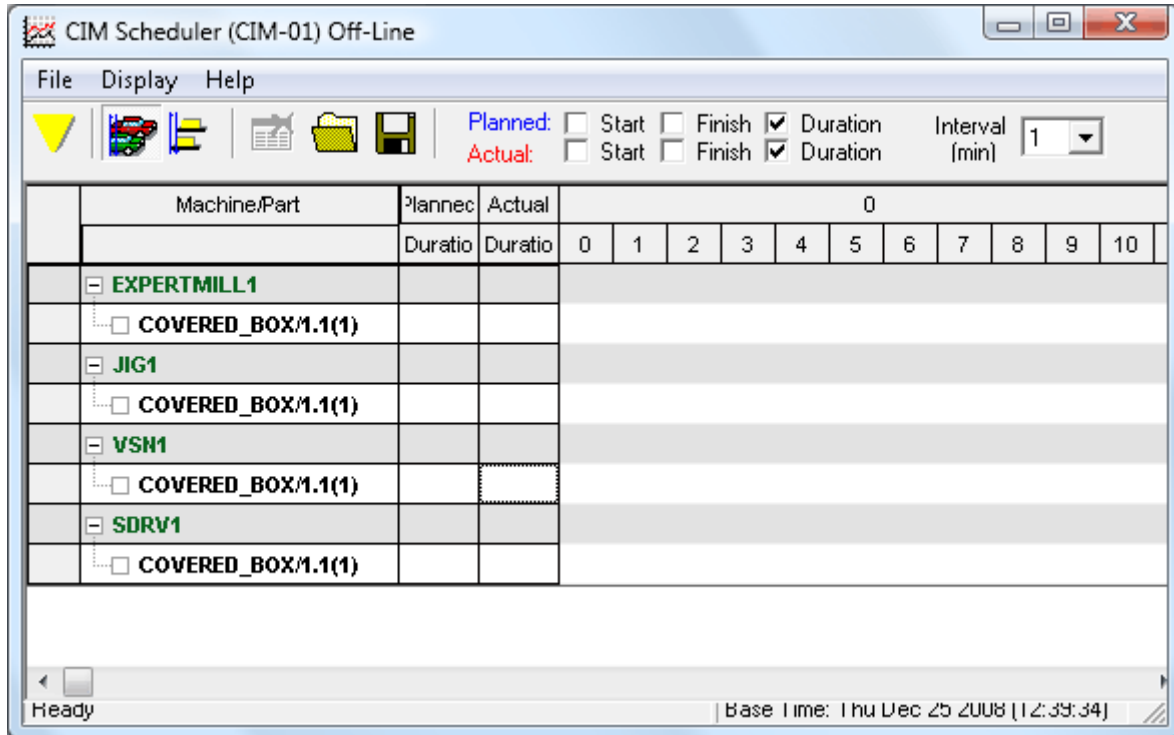 CIM Scheduler (CIM-01) Off-Line
File Display Help
Planned: Start Finish Duration
Actual: Start Finish Duration
Interval
(min)
1
Machine/Part Planned Actual 0
Duratio Duratio 0 1 2 3 4 5 6 7 8 9 10
EXPERTMILL1
COVERED_BOX/1.1(1)
JIG1
COVERED_BOX/1.1(1)
VSN1
COVERED_BOX/1.1(1)
SDRV1
COVERED_BOX/1.1(1)
Ready Base Time: Thu Dec 25 2008 [12:39:34]